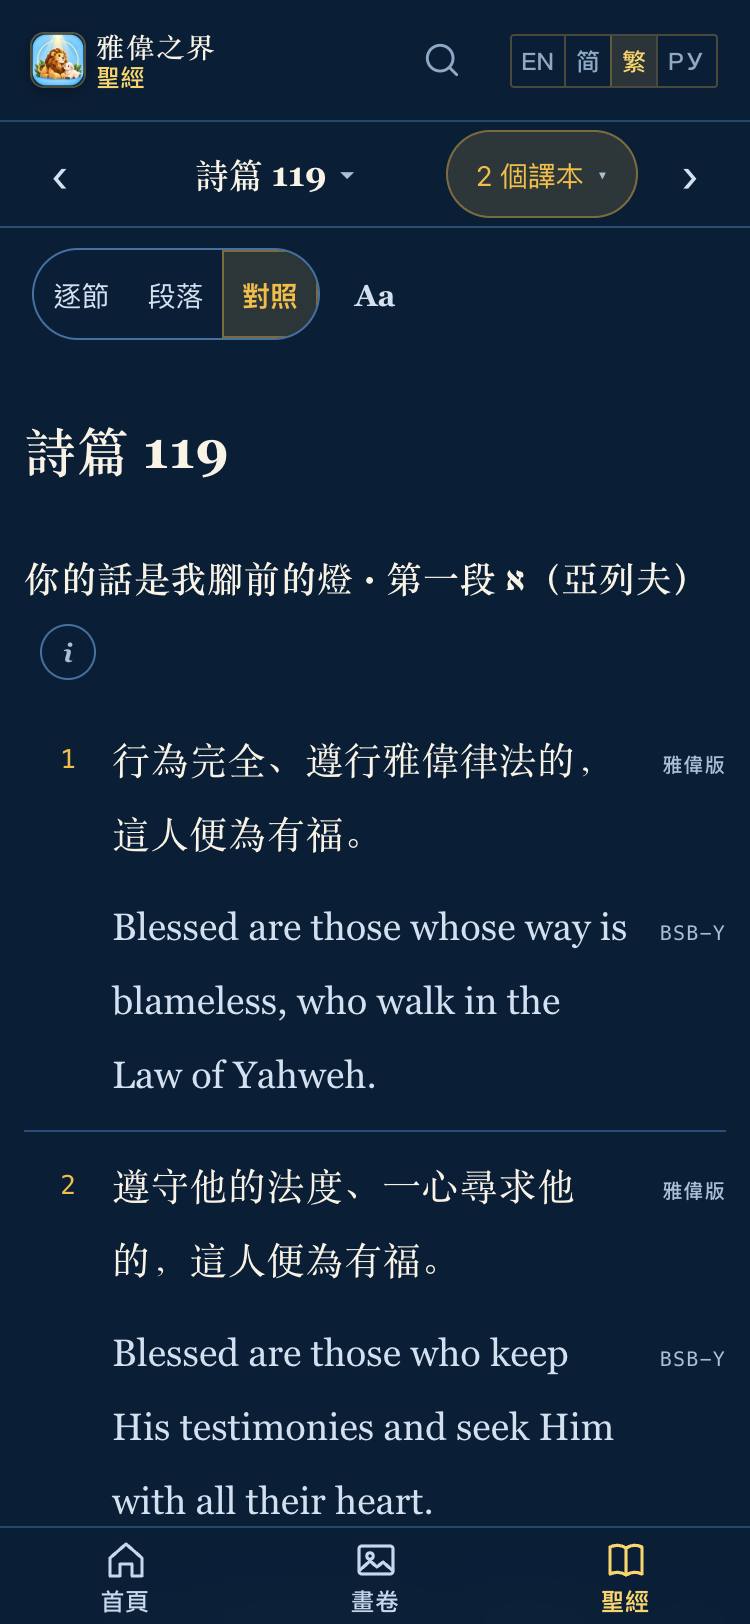 雅偉之界
聖經
EN 简 繁 РУ
‹ 詩篇 119 2 個譯本 ›
逐節 段落 對照 Aa
詩篇 119
你的話是我腳前的燈・第一段 א（亞列夫）
i
1 行為完全、遵行雅偉律法的， 雅偉版
這人便為有福。
Blessed are those whose way is BSB-Y
blameless, who walk in the
Law of Yahweh.
2 遵守他的法度、一心尋求他 雅偉版
的，這人便為有福。
Blessed are those who keep BSB-Y
His testimonies and seek Him
with all their heart.
首頁 畫卷 聖經